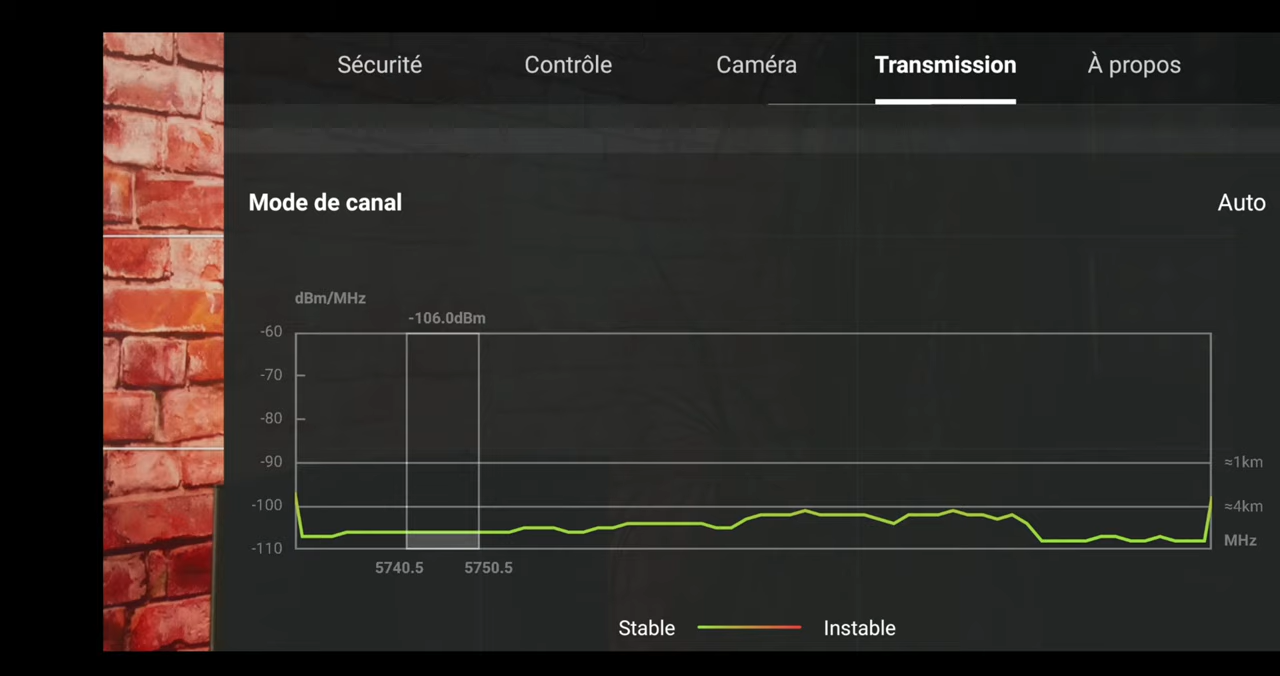 Sécurité Contrôle Caméra Transmission À propos
Mode de canal Auto
dBm/MHz
-106.0dBm
-60
-70
-80
-90 ≈1km
-100 ≈4km
-110 MHz
5740.5 5750.5
Stable Instable